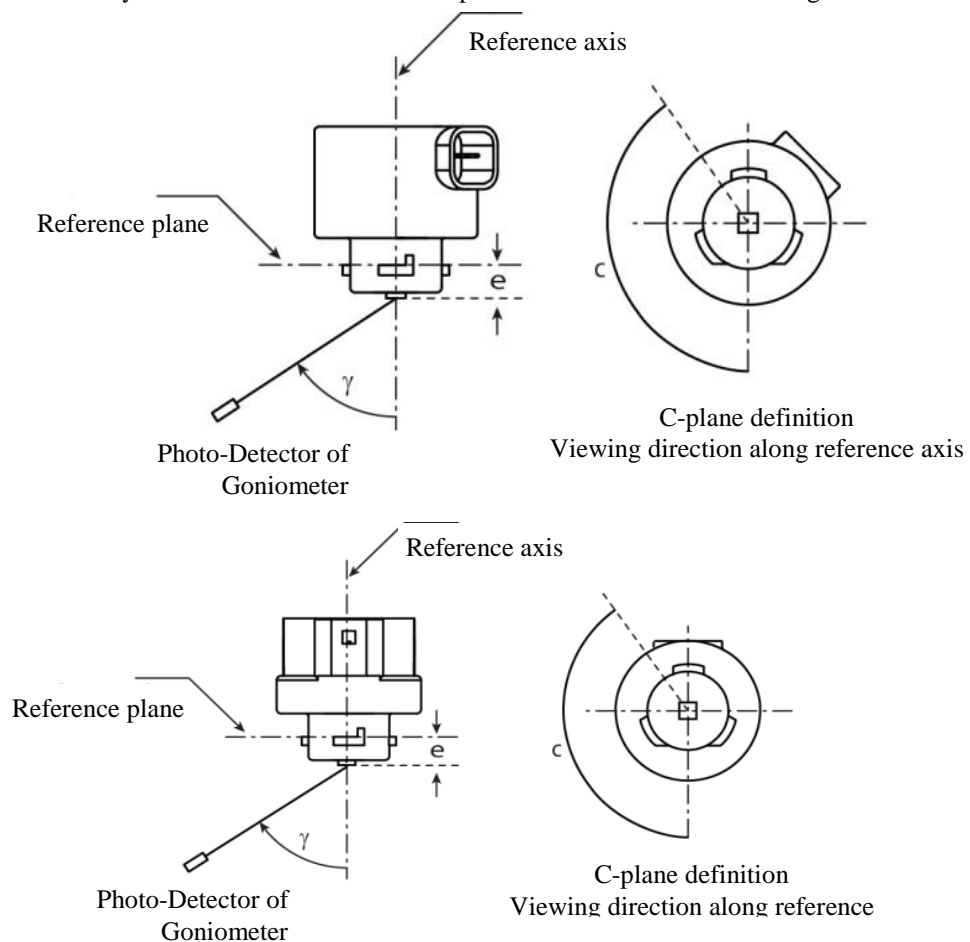 Reference axis
Reference plane
e
c
γ
C-plane definition
Viewing direction along reference axis
Photo-Detector of
Goniometer
Reference axis
Reference plane
e
c
γ
C-plane definition
Viewing direction along reference
Photo-Detector of
Goniometer